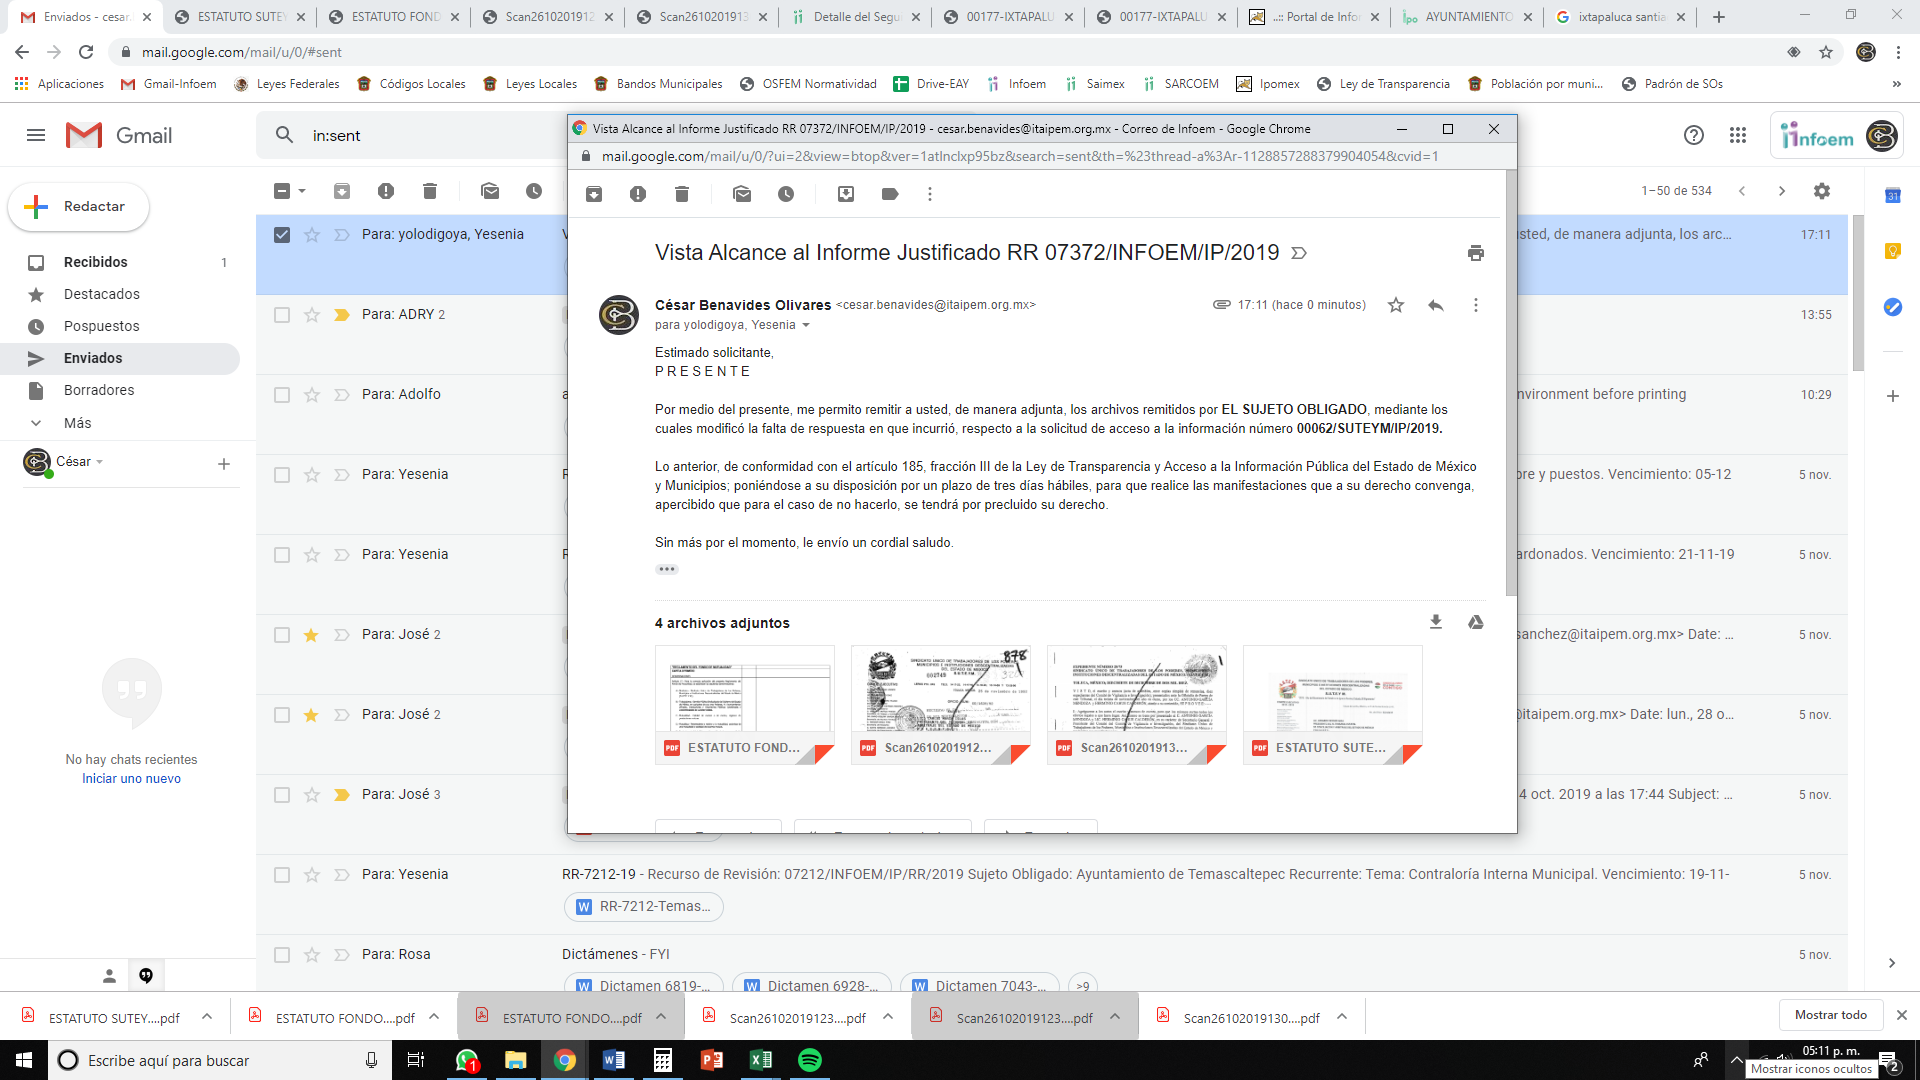 Enviados - cesar.
ESTATUTO SUTEY
ESTATUTO FOND
Scan2610201912
Scan2610201913
Detalle del Segu
00177-IXTAPALU
00177-IXTAPALU
..:: Portal de Infor
AYUNTAMIENTO
ixtapaluca santia
mail.google.com/mail/u/0/#sent
Aplicaciones
Gmail-Infoem
Leyes Federales
Códigos Locales
Leyes Locales
Bandos Municipales
OSFEM Normatividad
Drive-EAY
Infoem
Saimex
SARCOEM
Ipomex
Ley de Transparencia
Población por muni...
Padrón de SOs
»
Gmail
in:sent
infoem
Redactar
Recibidos 1
Destacados
Pospuestos
Enviados
Borradores
Más
César
No hay chats recientes
Iniciar uno nuevo
1–50 de 534
Para: yolodigoya, Yesenia
usted, de manera adjunta, los arc... 17:11
Para: ADRY 2
13:55
Para: Adolfo
nvironment before printing 10:29
Para: Yesenia
bre y puestos. Vencimiento: 05-12 5 nov.
Para: Yesenia
ardonados. Vencimiento: 21-11-19 5 nov.
Para: José 2
sanchez@itaipem.org.mx> Date: ... 5 nov.
Para: José 2
@itaipem.org.mx> Date: lun., 28 o... 5 nov.
Para: José 3
4 oct. 2019 a las 17:44 Subject: ... 5 nov.
Para: Yesenia
RR-7212-19 - Recurso de Revisión: 07212/INFOEM/IP/RR/2019 Sujeto Obligado: Ayuntamiento de Temascaltepec Recurrente: Tema: Contraloría Interna Municipal. Vencimiento: 19-11- 5 nov.
RR-7212-Temas...
Para: Rosa
Dictámenes - FYI 5 nov.
Dictamen 6819-...
Dictamen 6928-...
Dictamen 7043-...
>9
Vista Alcance al Informe Justificado RR 07372/INFOEM/IP/2019 - cesar.benavides@itaipem.org.mx - Correo de Infoem - Google Chrome
mail.google.com/mail/u/0/?ui=2&view=btop&ver=1atlnclxp95bz&search=sent&th=%23thread-a%3Ar-1128857288379904054&cvid=1
Vista Alcance al Informe Justificado RR 07372/INFOEM/IP/2019
César Benavides Olivares <cesar.benavides@itaipem.org.mx>
17:11 (hace 0 minutos)
para yolodigoya, Yesenia
Estimado solicitante,
P R E S E N T E
Por medio del presente, me permito remitir a usted, de manera adjunta, los archivos remitidos por EL SUJETO OBLIGADO, mediante los
cuales modificó la falta de respuesta en que incurrió, respecto a la solicitud de acceso a la información número 00062/SUTEYM/IP/2019.
Lo anterior, de conformidad con el artículo 185, fracción III de la Ley de Transparencia y Acceso a la Información Pública del Estado de México
y Municipios; poniéndose a su disposición por un plazo de tres días hábiles, para que realice las manifestaciones que a su derecho convenga,
apercibido que para el caso de no hacerlo, se tendrá por precluido su derecho.
Sin más por el momento, le envío un cordial saludo.
4 archivos adjuntos
878
002749
ESTATUTO FOND...
Scan2610201912...
Scan2610201913...
ESTATUTO SUTE...
ESTATUTO SUTEY....pdf
ESTATUTO FONDO....pdf
ESTATUTO FONDO....pdf
Scan26102019123....pdf
Scan26102019123....pdf
Scan26102019130....pdf
Mostrar todo
Escribe aquí para buscar
1
05:11 p. m.
Mostrar iconos ocultos
2